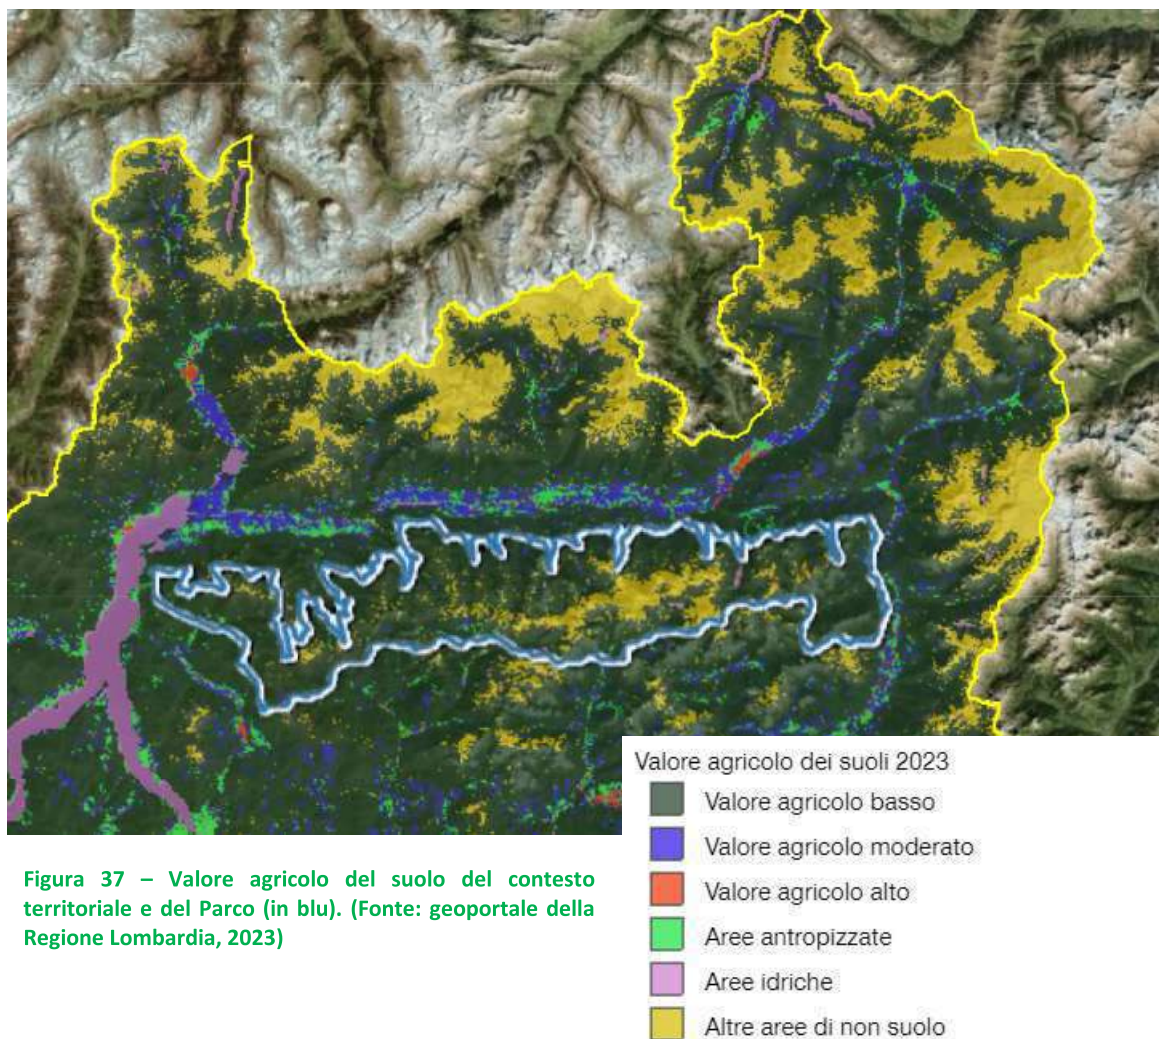 Valore agricolo dei suoli 2023
Valore agricolo basso
Valore agricolo moderato
Valore agricolo alto
Aree antropizzate
Aree idriche
Altre aree di non suolo
Figura 37 – Valore agricolo del suolo del contesto
territoriale e del Parco (in blu). (Fonte: geoportale della
Regione Lombardia, 2023)